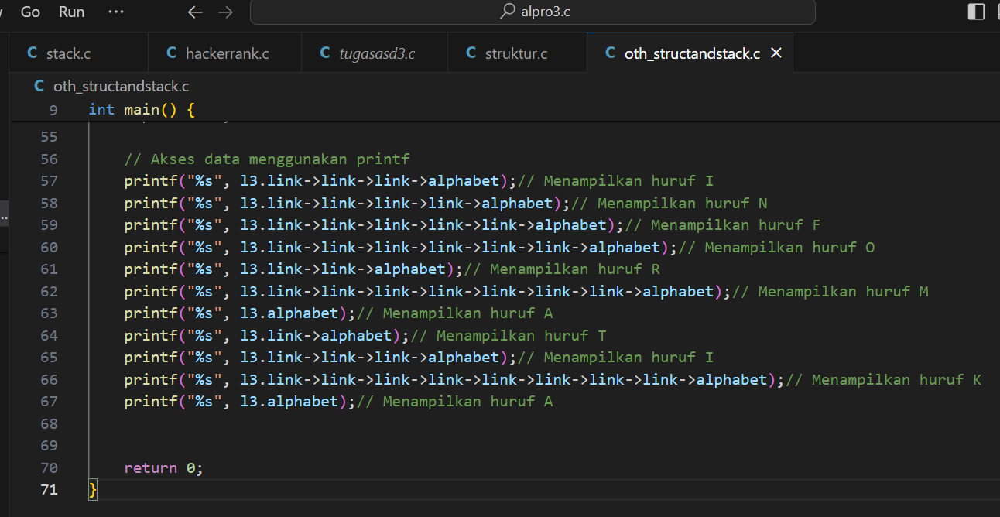 Go Run ...
alpro3.c
stack.c hackerrank.c tugasasd3.c struktur.c oth_structandstack.c
C oth_structandstack.c
9 int main() {
55
56 // Akses data menggunakan printf
57 printf("%s", l3.link->link->link->alphabet);// Menampilkan huruf I
58 printf("%s", l3.link->link->link->link->alphabet);// Menampilkan huruf N
59 printf("%s", l3.link->link->link->link->link->alphabet);// Menampilkan huruf F
60 printf("%s", l3.link->link->link->link->link->link->alphabet);// Menampilkan huruf O
61 printf("%s", l3.link->link->alphabet);// Menampilkan huruf R
62 printf("%s", l3.link->link->link->link->link->link->link->alphabet);// Menampilkan huruf M
63 printf("%s", l3.alphabet);// Menampilkan huruf A
64 printf("%s", l3.link->alphabet);// Menampilkan huruf T
65 printf("%s", l3.link->link->link->alphabet);// Menampilkan huruf I
66 printf("%s", l3.link->link->link->link->link->link->link->link->alphabet);// Menampilkan huruf K
67 printf("%s", l3.alphabet);// Menampilkan huruf A
68
69
70 return 0;
71 }